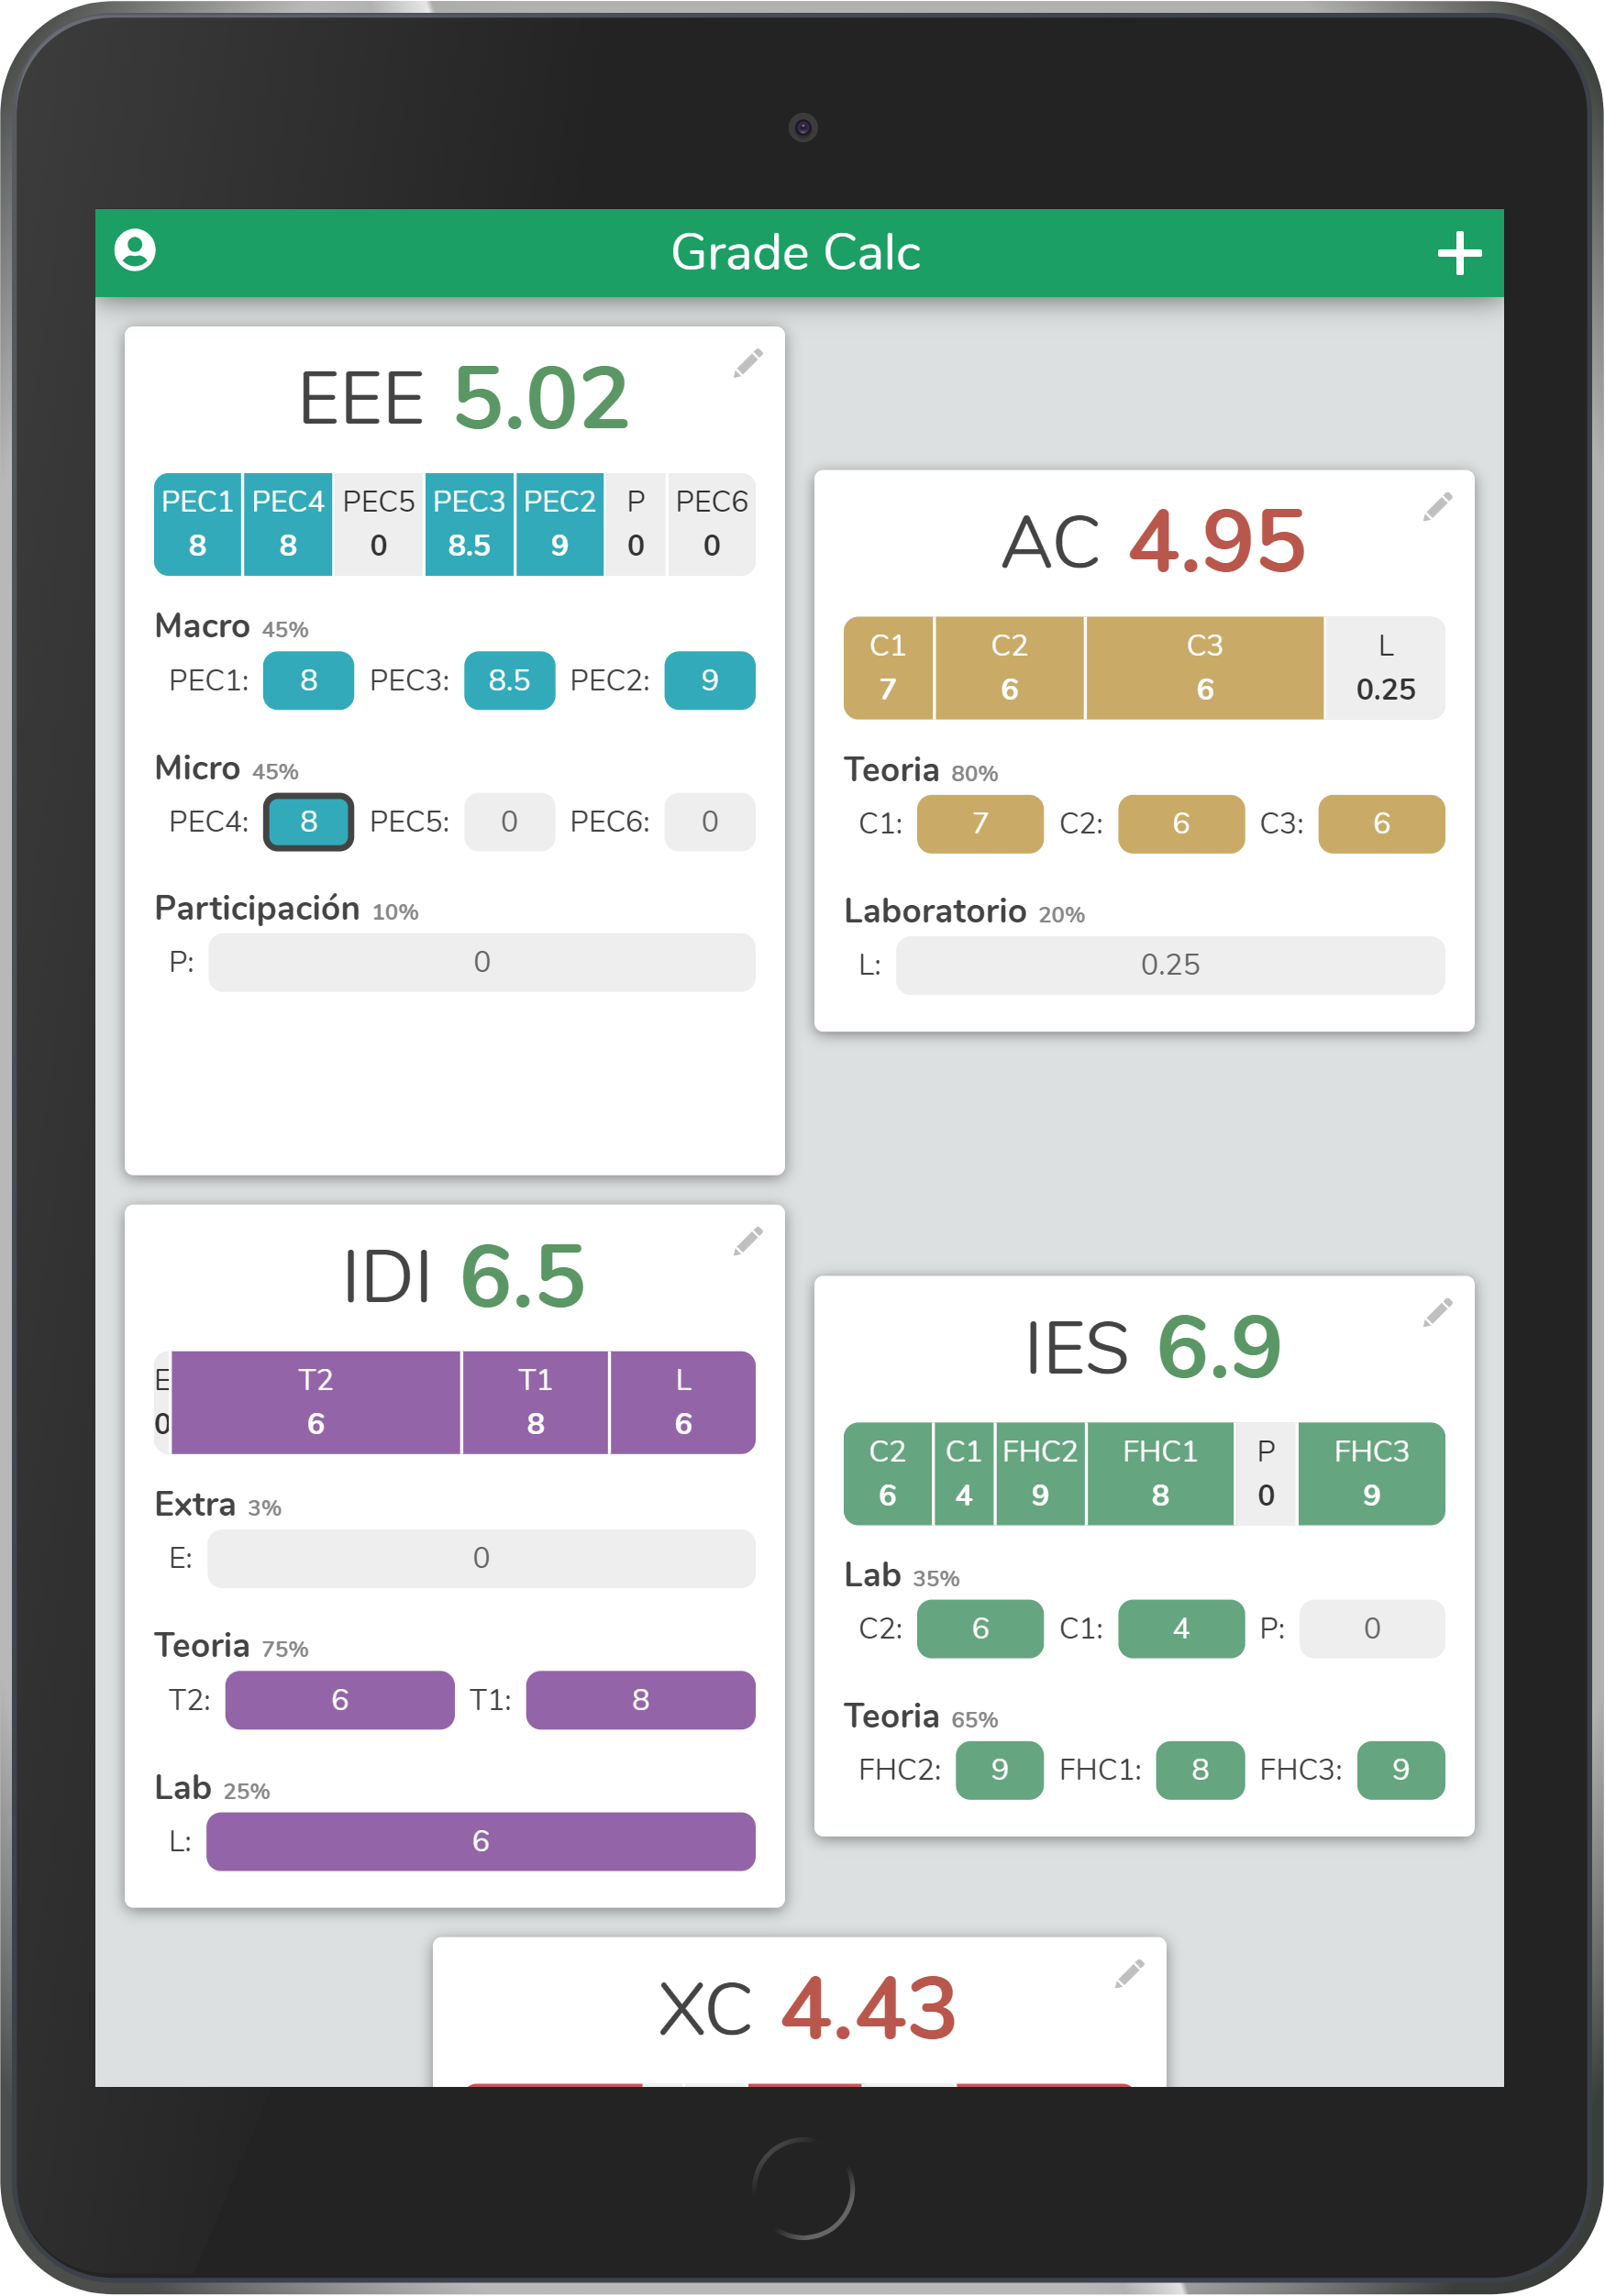 Grade Calc
EEE 5.02
PEC1 PEC4 PEC5 PEC3 PEC2 P PEC6
8 8 0 8.5 9 0 0
Macro 45%
PEC1: 8 PEC3: 8.5 PEC2: 9
Micro 45%
PEC4: 8 PEC5: 0 PEC6: 0
Participación 10%
P: 0
AC 4.95
C1 C2 C3 L
7 6 6 0.25
Teoria 80%
C1: 7 C2: 6 C3: 6
Laboratorio 20%
L: 0.25
IDI 6.5
E T2 T1 L
0 6 8 6
Extra 3%
E: 0
Teoria 75%
T2: 6 T1: 8
Lab 25%
L: 6
IES 6.9
C2 C1 FHC2 FHC1 P FHC3
6 4 9 8 0 9
Lab 35%
C2: 6 C1: 4 P: 0
Teoria 65%
FHC2: 9 FHC1: 8 FHC3: 9
XC 4.43